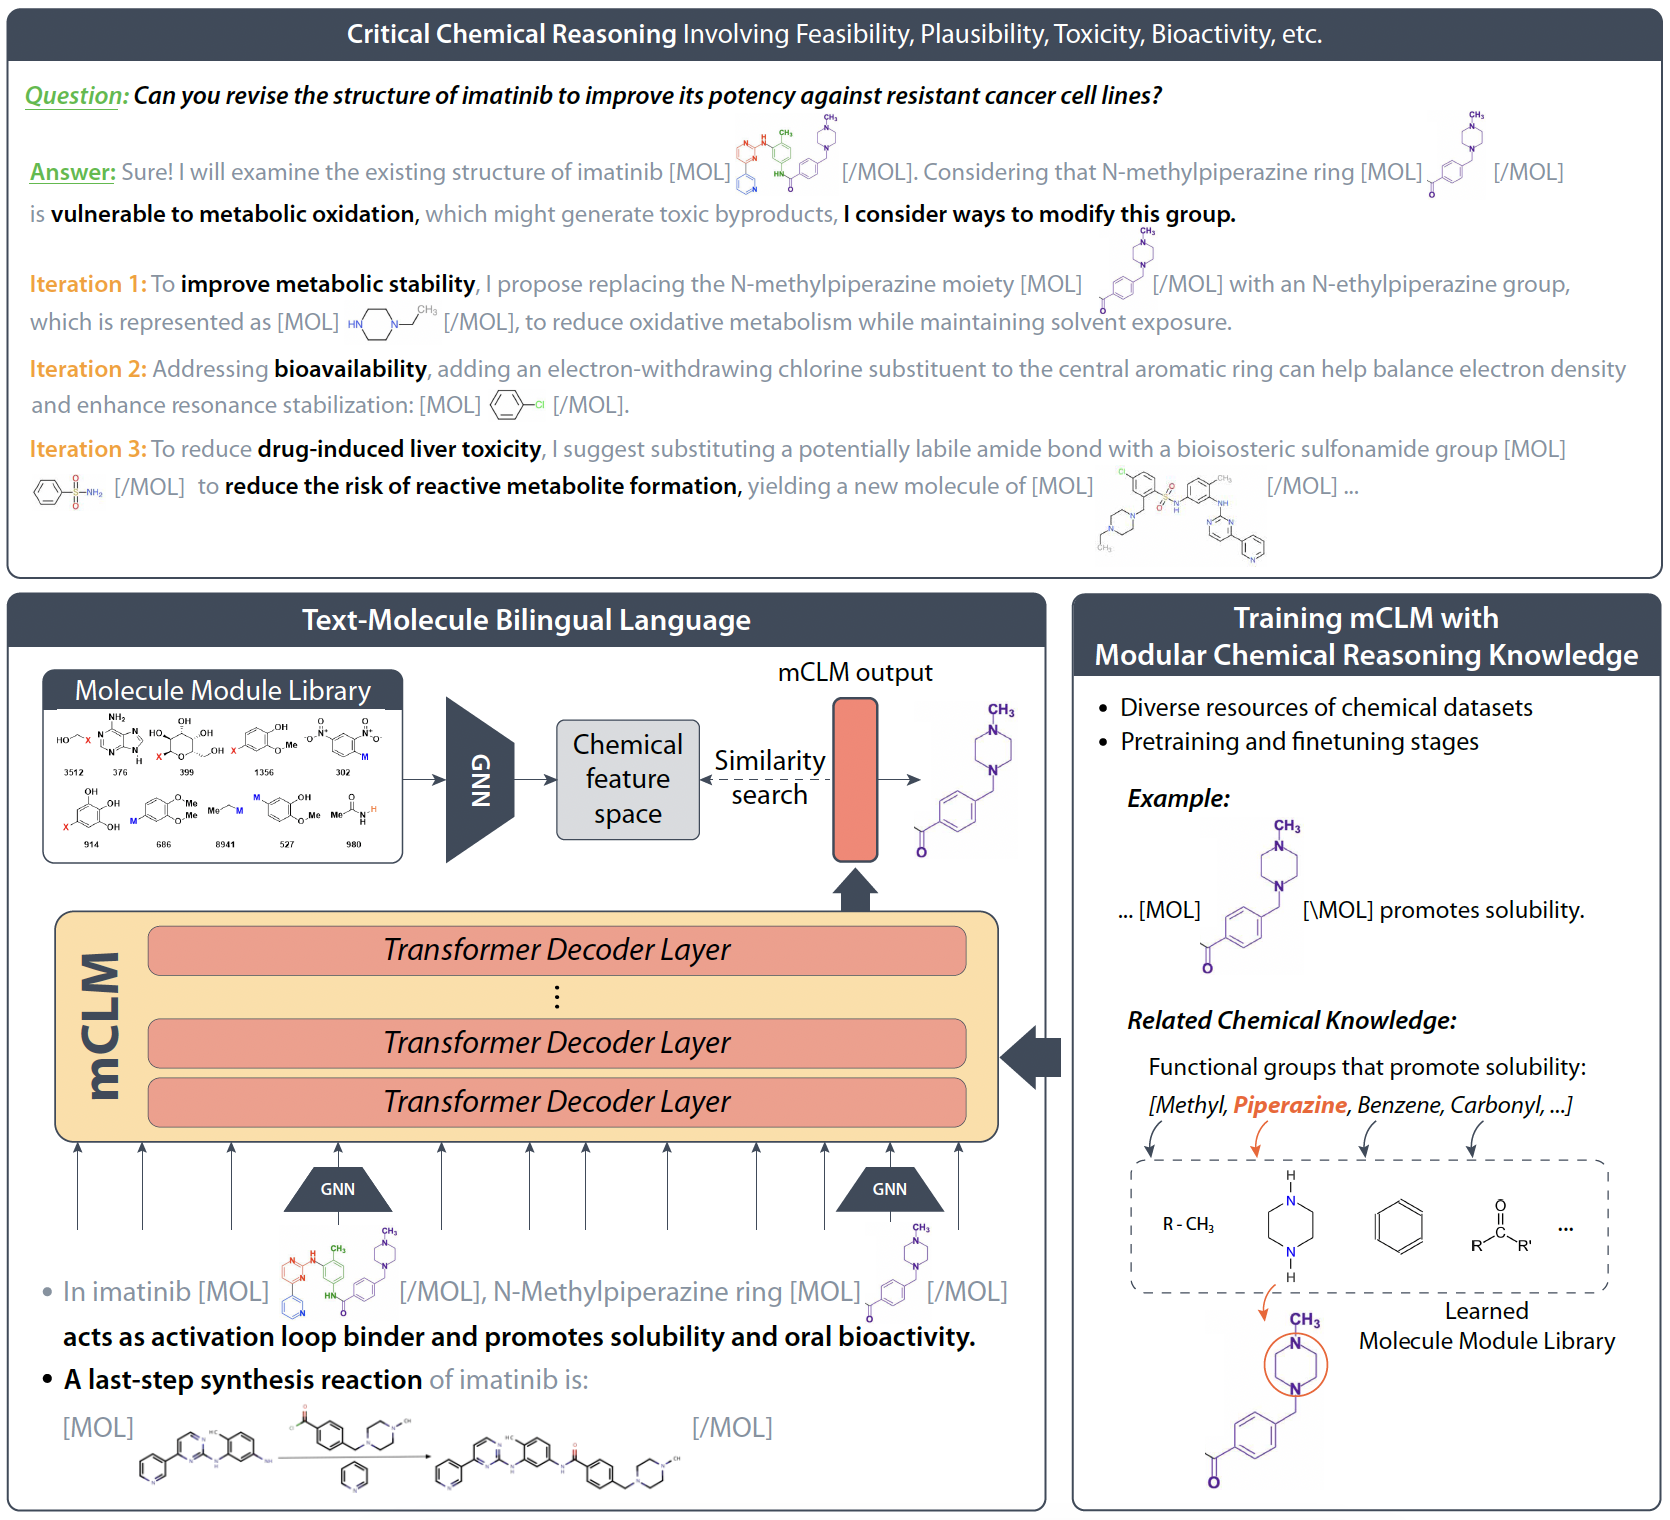 Critical Chemical Reasoning Involving Feasibility, Plausibility, Toxicity, Bioactivity, etc.
Question: Can you revise the structure of imatinib to improve its potency against resistant cancer cell lines?
Answer: Sure! I will examine the existing structure of imatinib [MOL] [/MOL]. Considering that N-methylpiperazine ring [MOL] [/MOL]
is vulnerable to metabolic oxidation, which might generate toxic byproducts, I consider ways to modify this group.
Iteration 1: To improve metabolic stability, I propose replacing the N-methylpiperazine moiety [MOL] [/MOL] with an N-ethylpiperazine group,
which is represented as [MOL] [/MOL], to reduce oxidative metabolism while maintaining solvent exposure.
Iteration 2: Addressing bioavailability, adding an electron-withdrawing chlorine substituent to the central aromatic ring can help balance electron density
and enhance resonance stabilization: [MOL] [/MOL].
Iteration 3: To reduce drug-induced liver toxicity, I suggest substituting a potentially labile amide bond with a bioisosteric sulfonamide group [MOL]
[/MOL] to reduce the risk of reactive metabolite formation, yielding a new molecule of [MOL] [/MOL] ...
Text-Molecule Bilingual Language
Molecule Module Library
3512 376 399 1356 302
914 686 8941 527 980
GNN
Chemical
feature
space
Similarity
search
mCLM output
mCLM
Transformer Decoder Layer
⋮
Transformer Decoder Layer
Transformer Decoder Layer
GNN
GNN
• In imatinib [MOL] [/MOL], N-Methylpiperazine ring [MOL] [/MOL]
acts as activation loop binder and promotes solubility and oral bioactivity.
• A last-step synthesis reaction of imatinib is:
[MOL] [/MOL]
Training mCLM with
Modular Chemical Reasoning Knowledge
• Diverse resources of chemical datasets
• Pretraining and finetuning stages
Example:
... [MOL] [\MOL] promotes solubility.
Related Chemical Knowledge:
Functional groups that promote solubility:
[Methyl, Piperazine, Benzene, Carbonyl, ...]
R - CH₃
...
Learned
Molecule Module Library